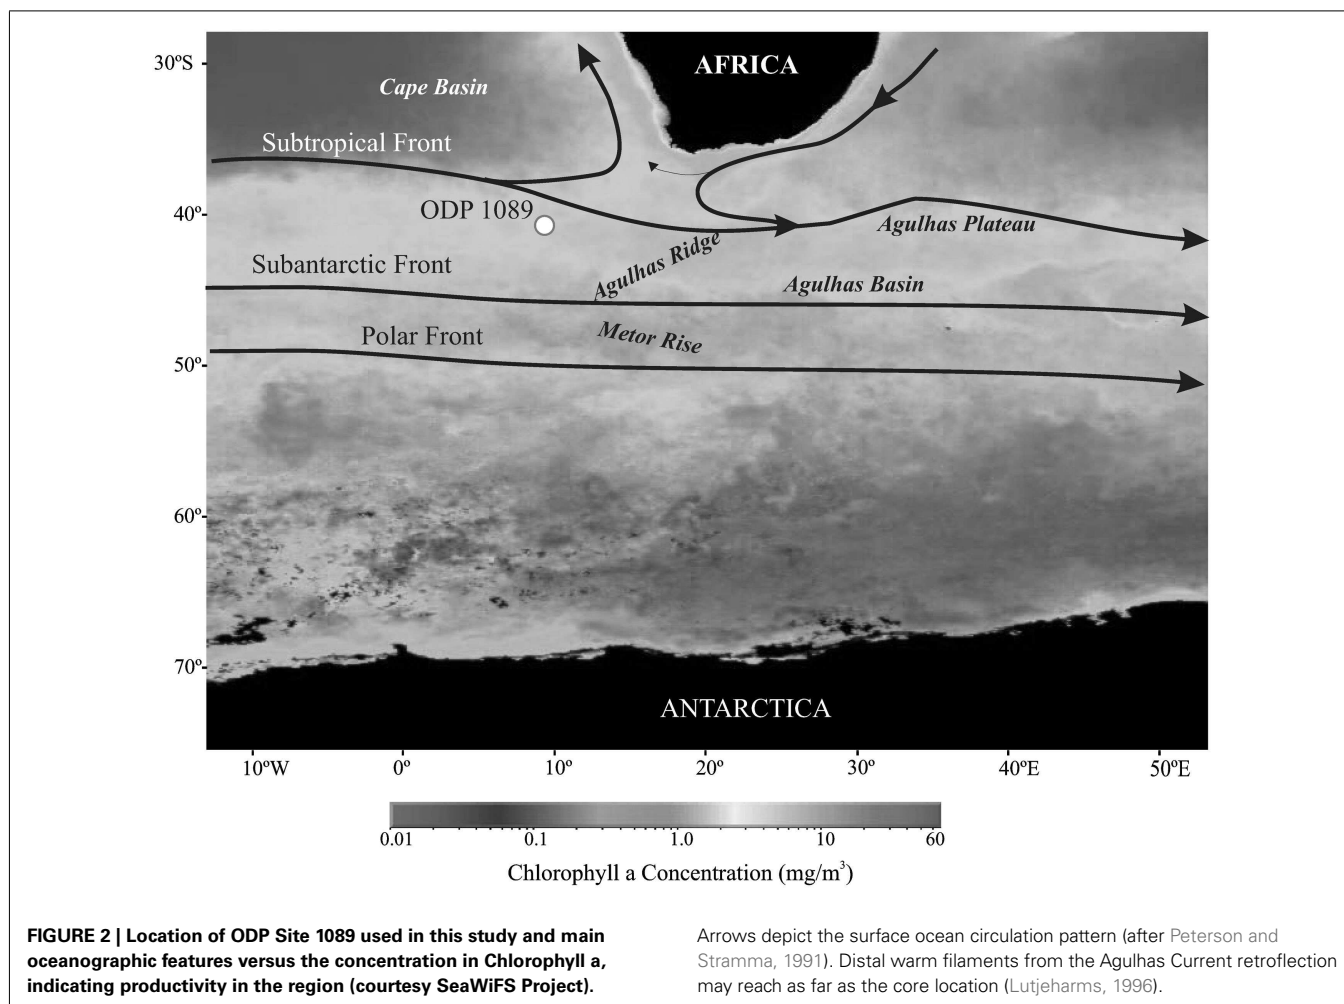 30ºS
AFRICA
Cape Basin
Subtropical Front
40º
ODP 1089
Agulhas Plateau
Agulhas Ridge
Subantarctic Front
Agulhas Basin
Polar Front
Metor Rise
50º
60º
70º
ANTARCTICA
10ºW 0º 10º 20º 30º 40ºE 50ºE
0.01 0.1 1.0 10 60
Chlorophyll a Concentration (mg/m³)
FIGURE 2 | Location of ODP Site 1089 used in this study and main
oceanographic features versus the concentration in Chlorophyll a,
indicating productivity in the region (courtesy SeaWiFS Project).
Arrows depict the surface ocean circulation pattern (after Peterson and
Stramma, 1991). Distal warm filaments from the Agulhas Current retroflection
may reach as far as the core location (Lutjeharms, 1996).